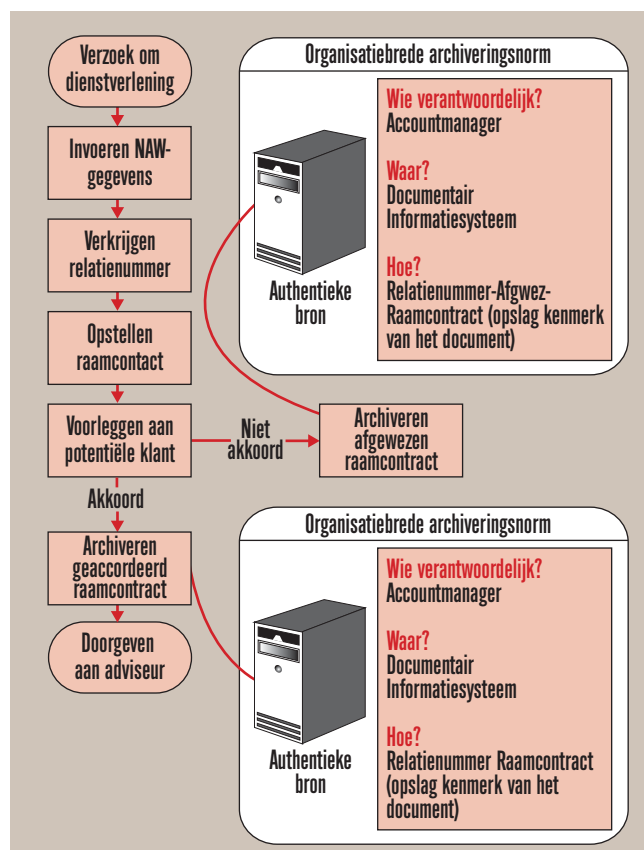 Verzoek om
dienstverlening
Invoeren NAW-
gegevens
Verkrijgen
relatienummer
Opstellen
raamcontact
Voorleggen aan
potentiële klant
Niet
akkoord
Archiveren
afgewezen
raamcontract
Akkoord
Archiveren
geaccordeerd
raamcontract
Doorgeven
aan adviseur
Organisatiebrede archiveringsnorm
Authentieke
bron
Wie verantwoordelijk?
Accountmanager
Waar?
Documentair
Informatiesysteem
Hoe?
Relatienummer-Afgwez-
Raamcontract (opslag kenmerk
van het document)
Organisatiebrede archiveringsnorm
Authentieke
bron
Wie verantwoordelijk?
Accountmanager
Waar?
Documentair
Informatiesysteem
Hoe?
Relatienummer Raamcontract
(opslag kenmerk van het
document)